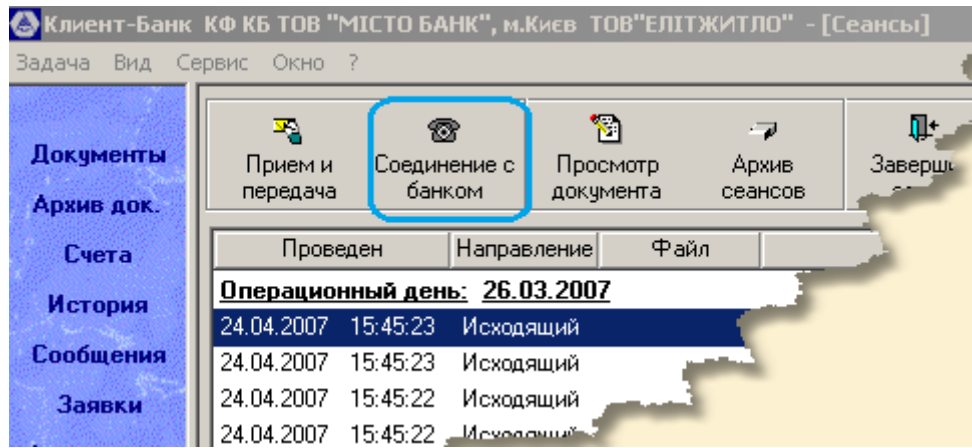 Клиент-Банк КФ КБ ТОВ "МІСТО БАНК", м.Києв ТОВ"ЕЛІТЖИТЛО" - [Сеансы]
Задача Вид Сервис Окно ?
Документы
Архив док.
Счета
История
Сообщения
Заявки
Прием и
передача
Соединение с
банком
Просмотр
документа
Архив
сеансов
Проведен Направление Файл
Операционный день: 26.03.2007
24.04.2007 15:45:23 Исходящий
24.04.2007 15:45:23 Исходящий
24.04.2007 15:45:22 Исходящий
24.04.2007 15:45:22